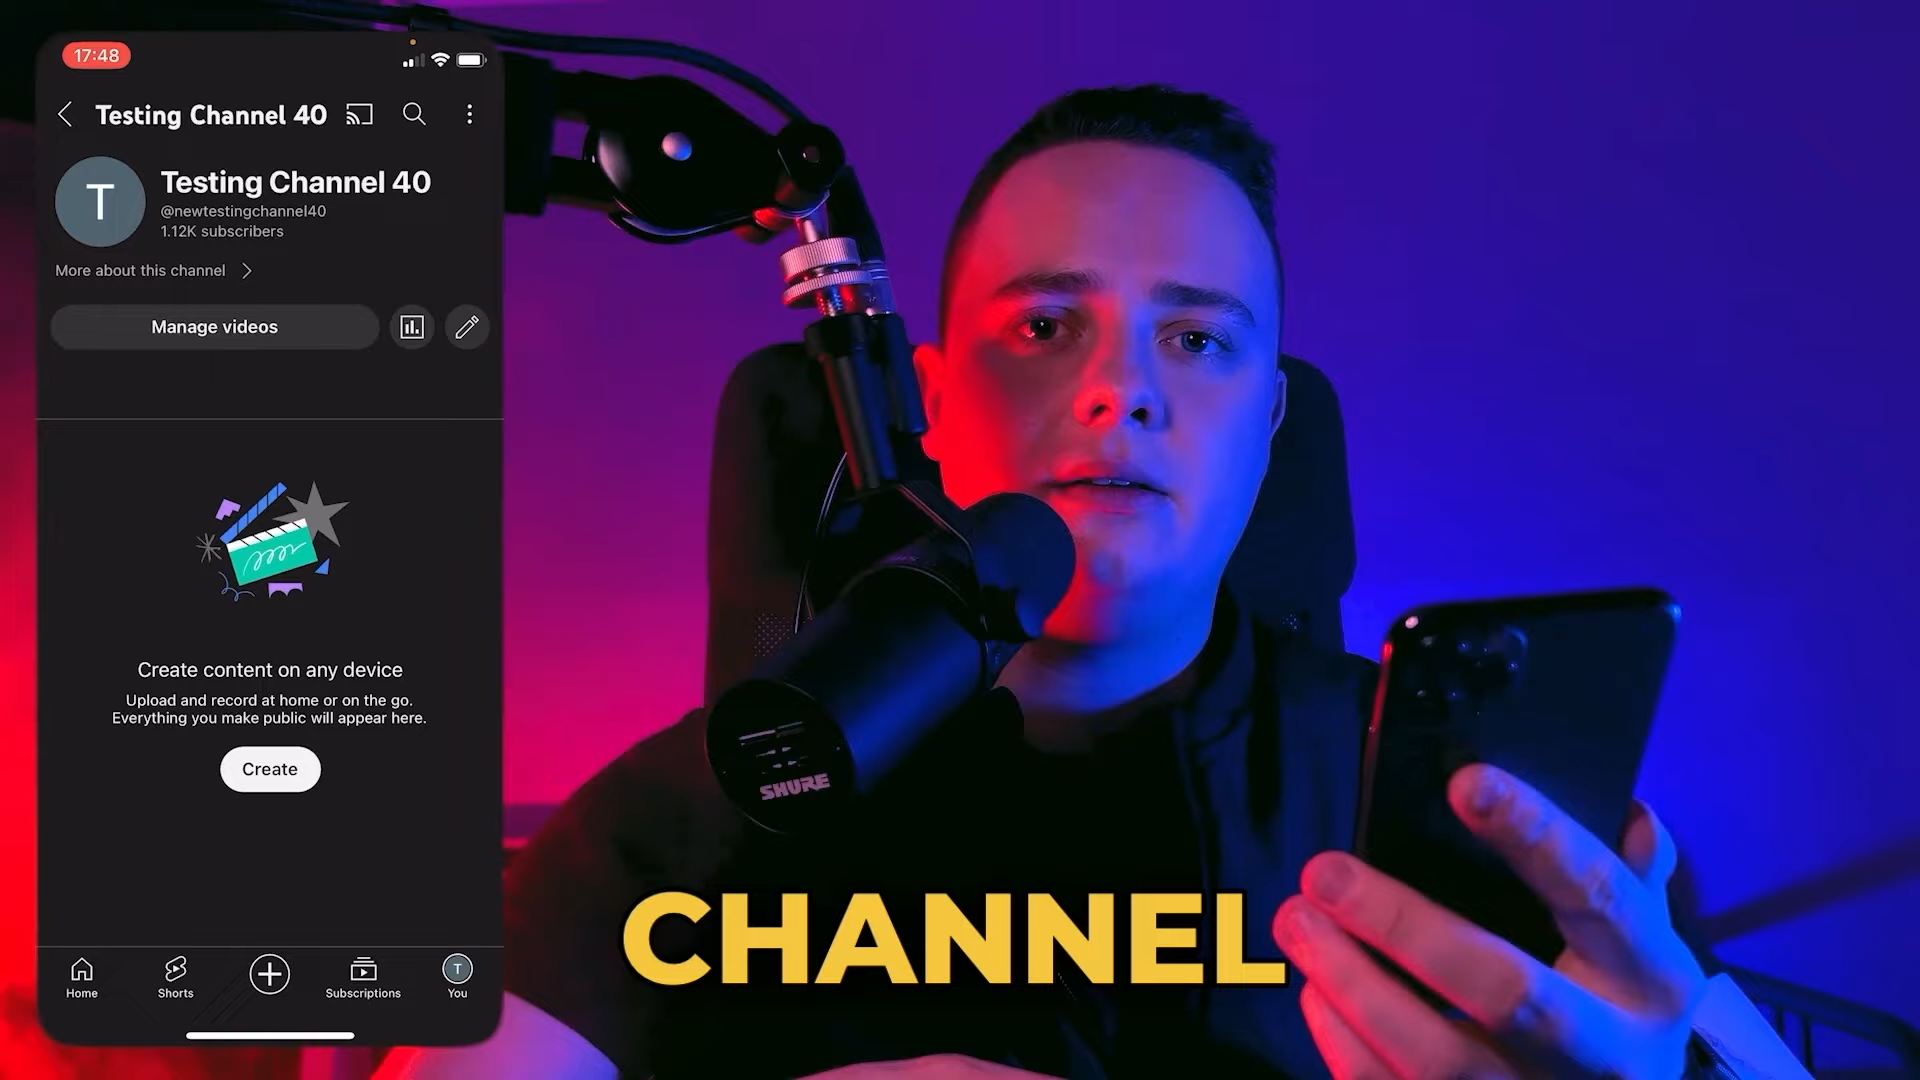 17:48
Testing Channel 40
T
Testing Channel 40
@newtestingchannel40
1.12K subscribers
More about this channel
Manage videos
Create content on any device
Upload and record at home or on the go.
Everything you make public will appear here.
Create
Home
Shorts
Subscriptions
T
You
SHURE
CHANNEL